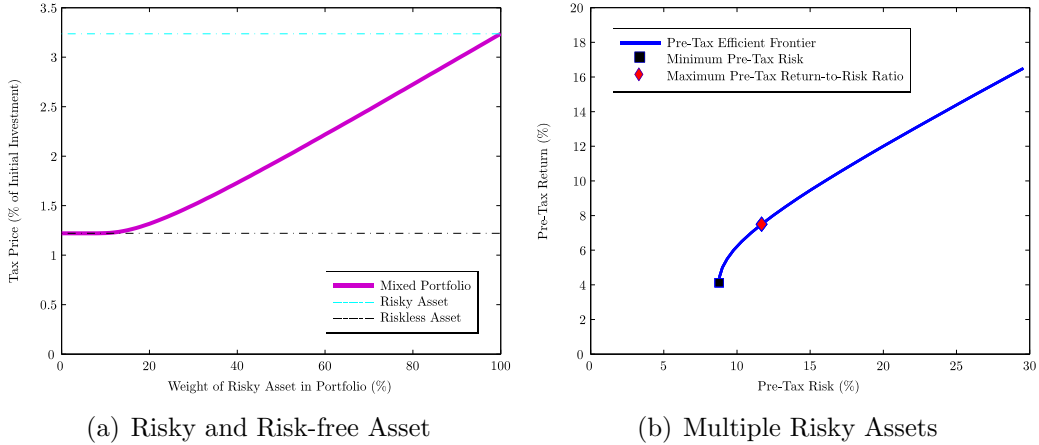 Tax Price (% of Initial Investment)
3.5
3
2.5
2
1.5
1
0.5
0
Mixed Portfolio
Risky Asset
Riskless Asset
0
20
40
60
80
100
Weight of Risky Asset in Portfolio (%)
(a) Risky and Risk-free Asset
Pre-Tax Return (%)
20
18
16
14
12
10
8
6
4
2
0
Pre-Tax Efficient Frontier
Minimum Pre-Tax Risk
Maximum Pre-Tax Return-to-Risk Ratio
0
5
10
15
20
25
30
Pre-Tax Risk (%)
(b) Multiple Risky Assets